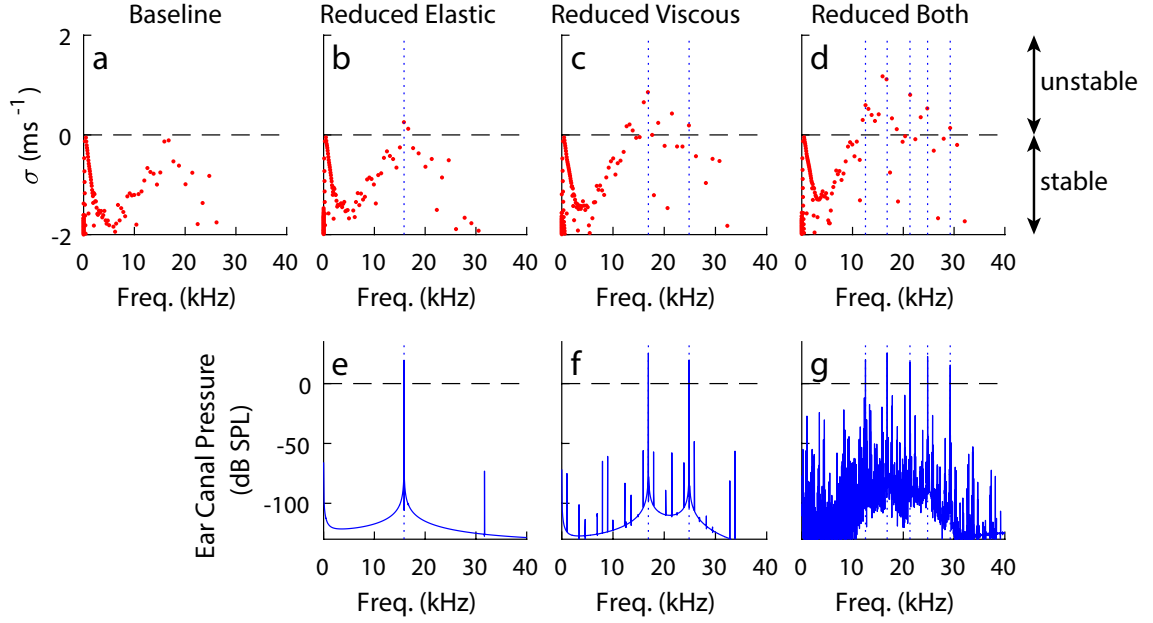 Baseline
Reduced Elastic
Reduced Viscous
Reduced Both
a
b
c
d
2
0
-2
σ (ms⁻¹)
unstable
stable
0 10 20 30 40
0 10 20 30 40
0 10 20 30 40
0 10 20 30 40
Freq. (kHz)
Freq. (kHz)
Freq. (kHz)
Freq. (kHz)
e
f
g
0
-50
-100
Ear Canal Pressure
(dB SPL)
0 10 20 30 40
0 10 20 30 40
0 10 20 30 40
Freq. (kHz)
Freq. (kHz)
Freq. (kHz)